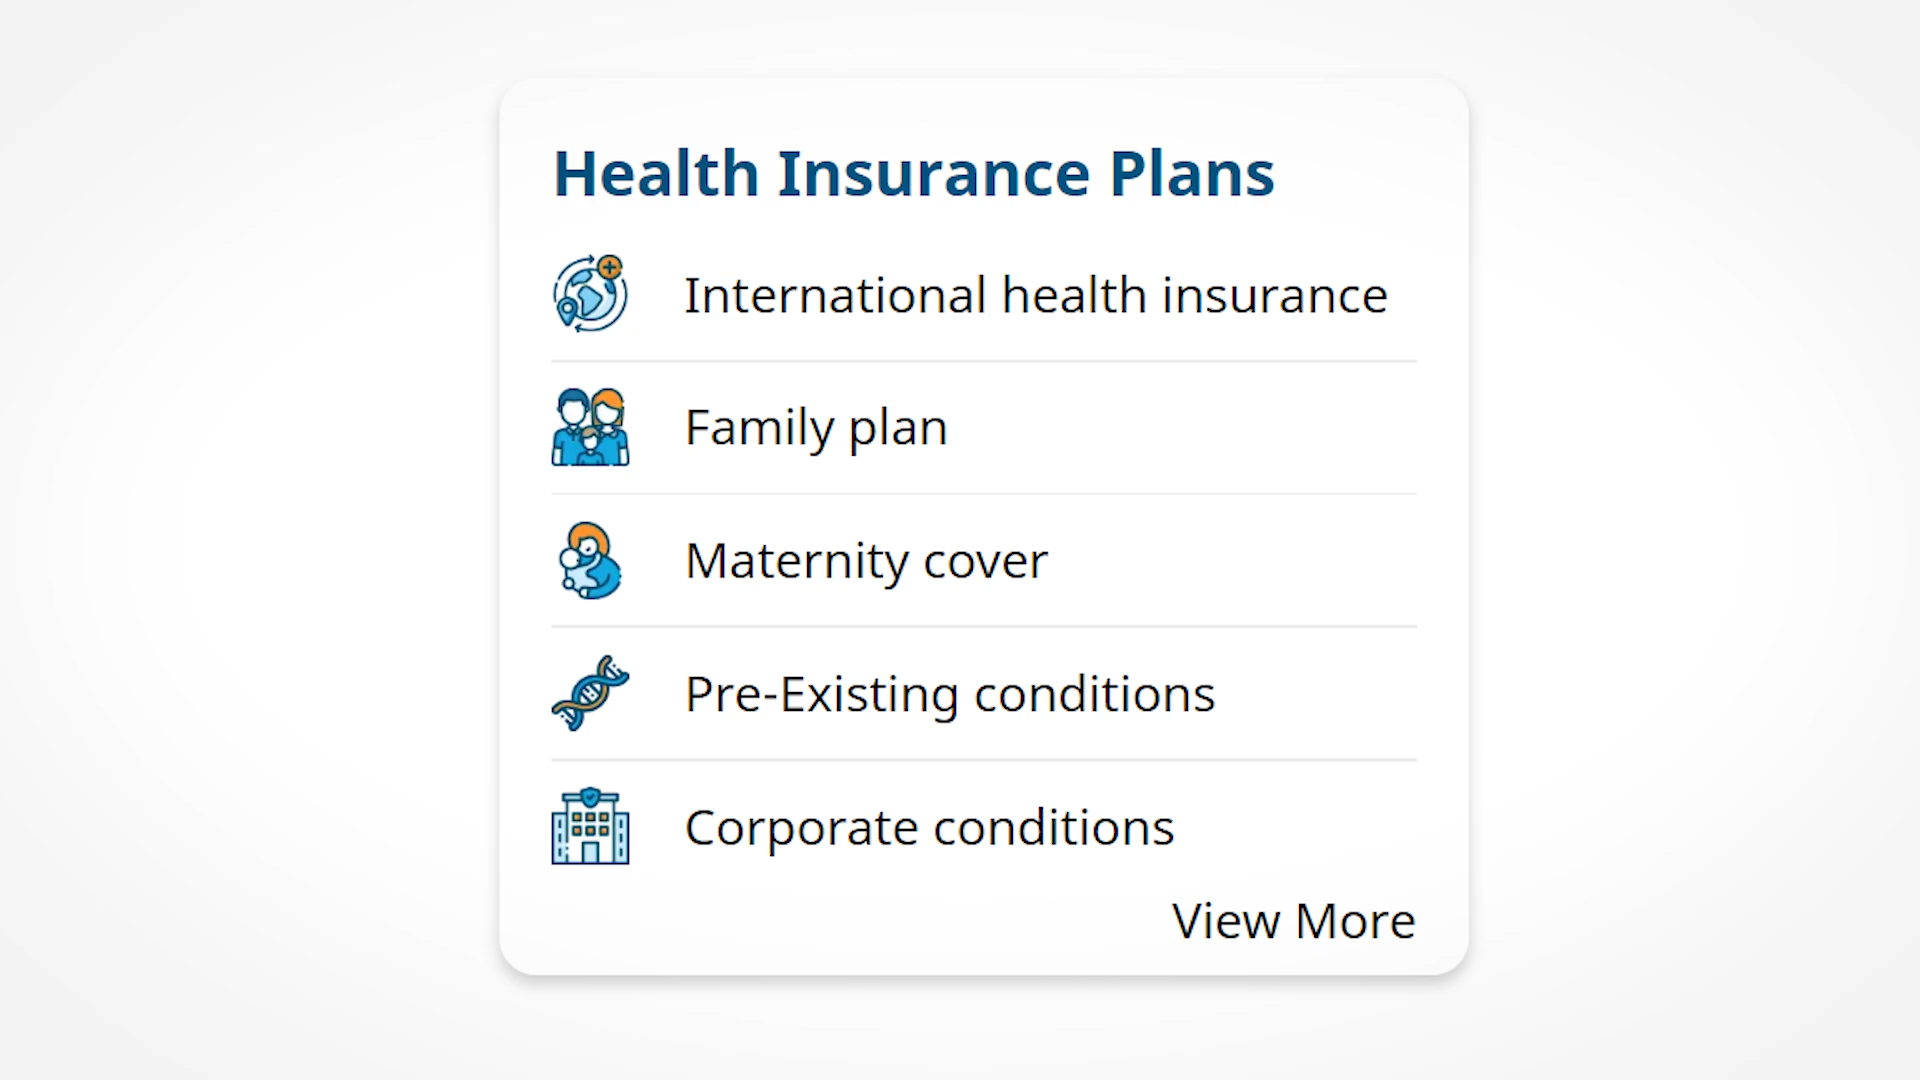 Health Insurance Plans
International health insurance
Family plan
Maternity cover
Pre-Existing conditions
Corporate conditions
View More